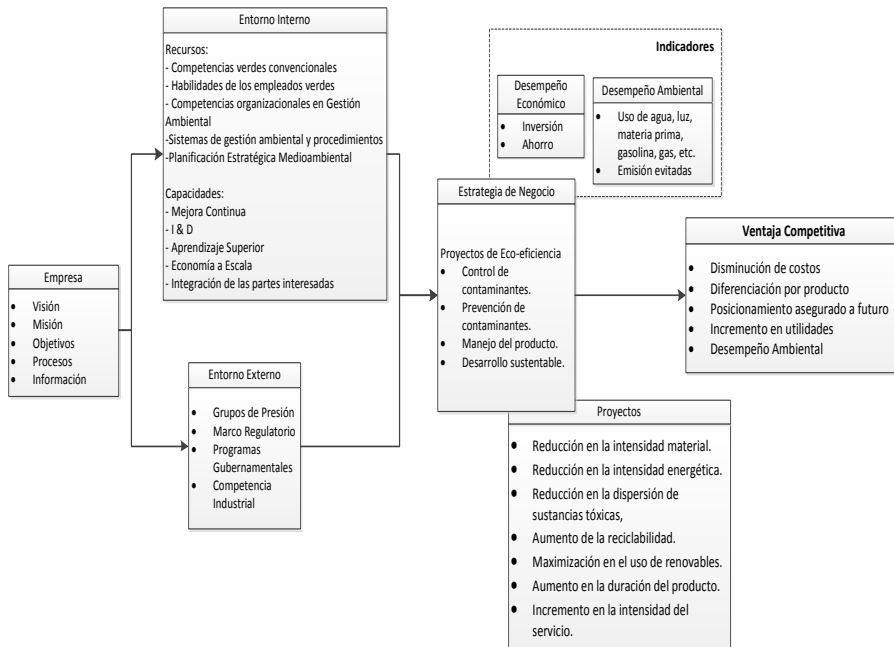 Entorno Interno
Recursos:
- Competencias verdes convencionales
- Habilidades de los empleados verdes
- Competencias organizacionales en Gestión
Ambiental
-Sistemas de gestión ambiental y procedimientos
-Planificación Estratégica Medioambiental
Capacidades:
- Mejora Continua
- I & D
- Aprendizaje Superior
- Economía a Escala
- Integración de las partes interesadas
Empresa
• Visión
• Misión
• Objetivos
• Procesos
• Información
Entorno Externo
• Grupos de Presión
• Marco Regulatorio
• Programas
Gubernamentales
• Competencia
Industrial
Indicadores
Desempeño
Económico
• Inversión
• Ahorro
Desempeño Ambiental
• Uso de agua, luz,
materia prima,
gasolina, gas, etc.
• Emisión evitadas
Estrategia de Negocio
Proyectos de Eco-eficiencia
• Control de
contaminantes.
• Prevención de
contaminantes.
• Manejo del producto.
• Desarrollo sustentable.
Ventaja Competitiva
• Disminución de costos
• Diferenciación por producto
• Posicionamiento asegurado a futuro
• Incremento en utilidades
• Desempeño Ambiental
Proyectos
• Reducción en la intensidad material.
• Reducción en la intensidad energética.
• Reducción en la dispersión de
sustancias tóxicas,
• Aumento de la reciclabilidad.
• Maximización en el uso de renovables.
• Aumento en la duración del producto.
• Incremento en la intensidad del
servicio.